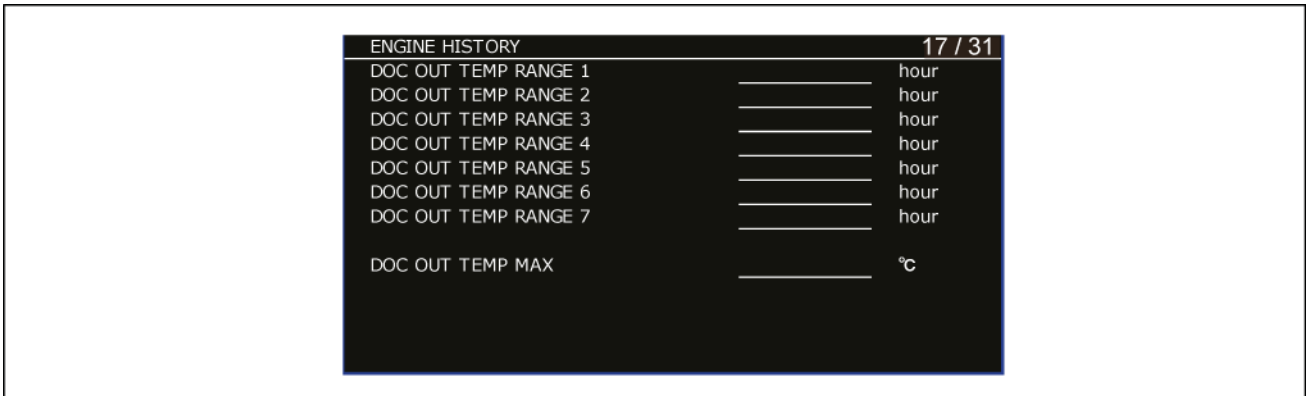 ENGINE HISTORY 17 / 31
DOC OUT TEMP RANGE 1 hour
DOC OUT TEMP RANGE 2 hour
DOC OUT TEMP RANGE 3 hour
DOC OUT TEMP RANGE 4 hour
DOC OUT TEMP RANGE 5 hour
DOC OUT TEMP RANGE 6 hour
DOC OUT TEMP RANGE 7 hour
DOC OUT TEMP MAX ℃